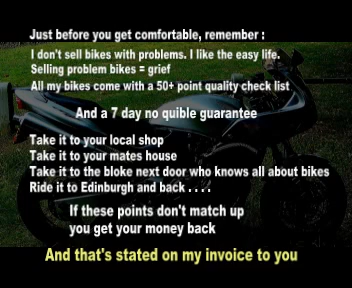 Just before you get comfortable, remember :
I don't sell bikes with problems. I like the easy life.
Selling problem bikes = grief
All my bikes come with a 50+ point quality check list
And a 7 day no quible guarantee
Take it to your local shop
Take it to your mates house
Take it to the bloke next door who knows all about bikes
Ride it to Edinburgh and back . . . .
If these points don't match up
you get your money back
And that's stated on my invoice to you